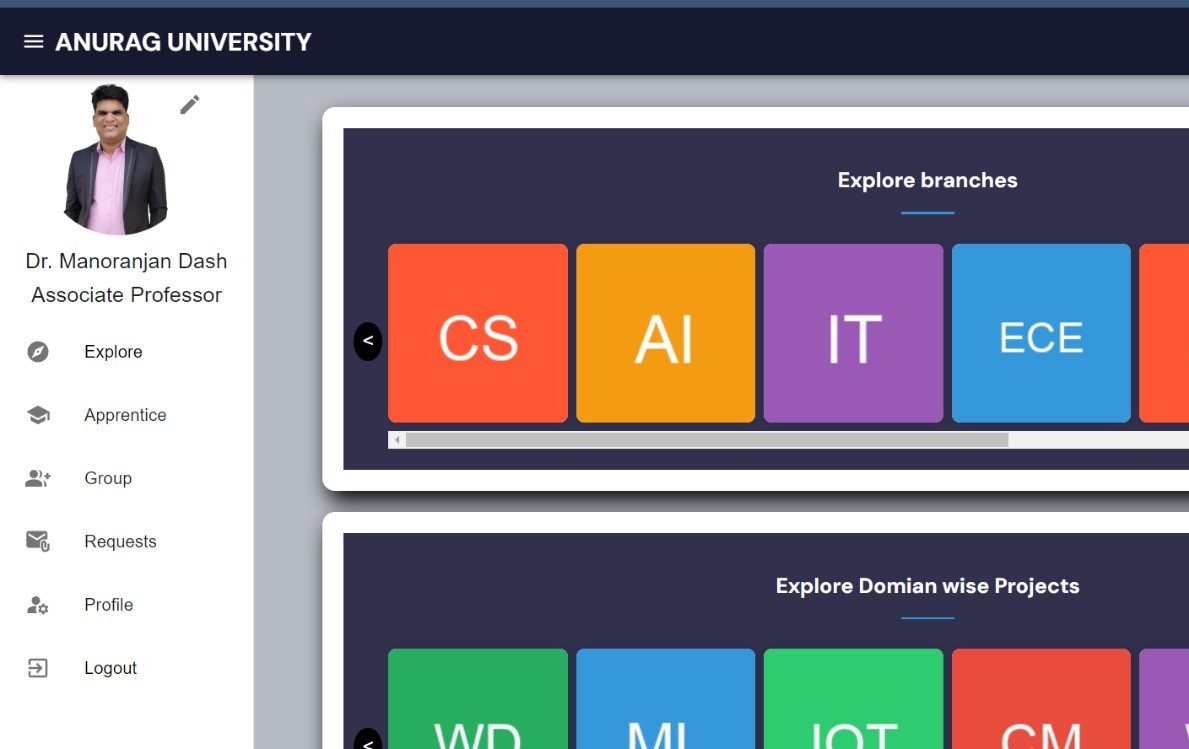 ANURAG UNIVERSITY
Dr. Manoranjan Dash
Associate Professor
Explore
Apprentice
Group
Requests
Profile
Logout
Explore branches
<
CS
AI
IT
ECE
Explore Domian wise Projects
<
WD
ML
IOT
CM